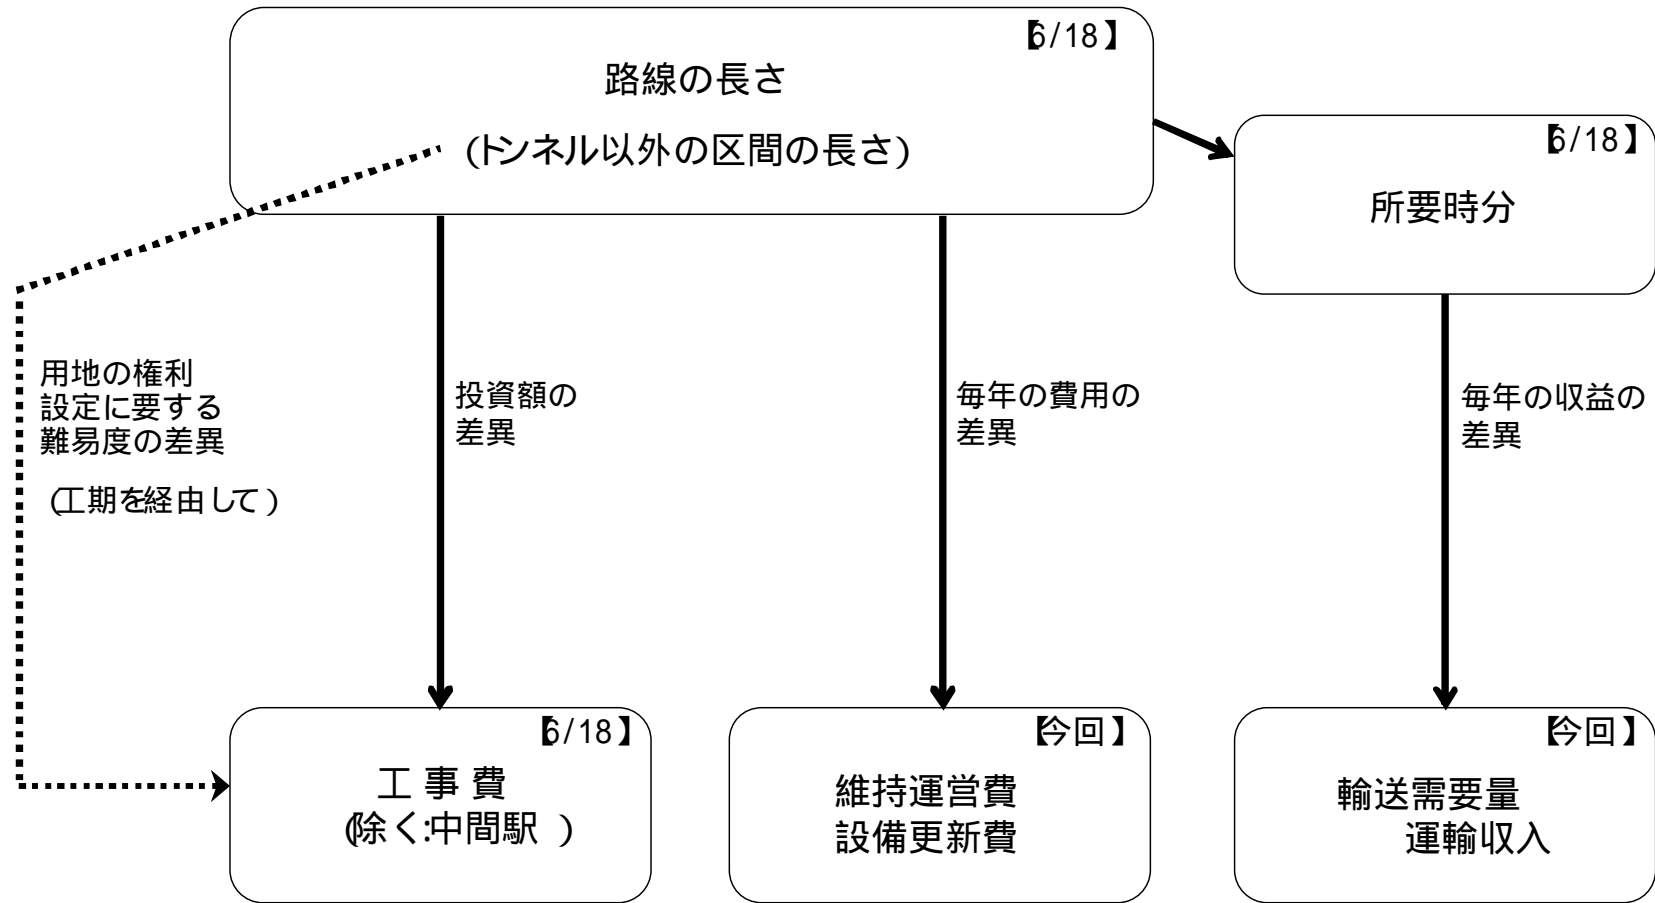 【6/18】
路線の長さ
(トンネル以外の区間の長さ)
【6/18】
所要時分
用地の権利
設定に要する
難易度の差異
(工期を経由して)
投資額の
差異
毎年の費用の
差異
毎年の収益の
差異
【6/18】
工事費
(除く:中間駅)
【今回】
維持運営費
設備更新費
【今回】
輸送需要量
運輸収入